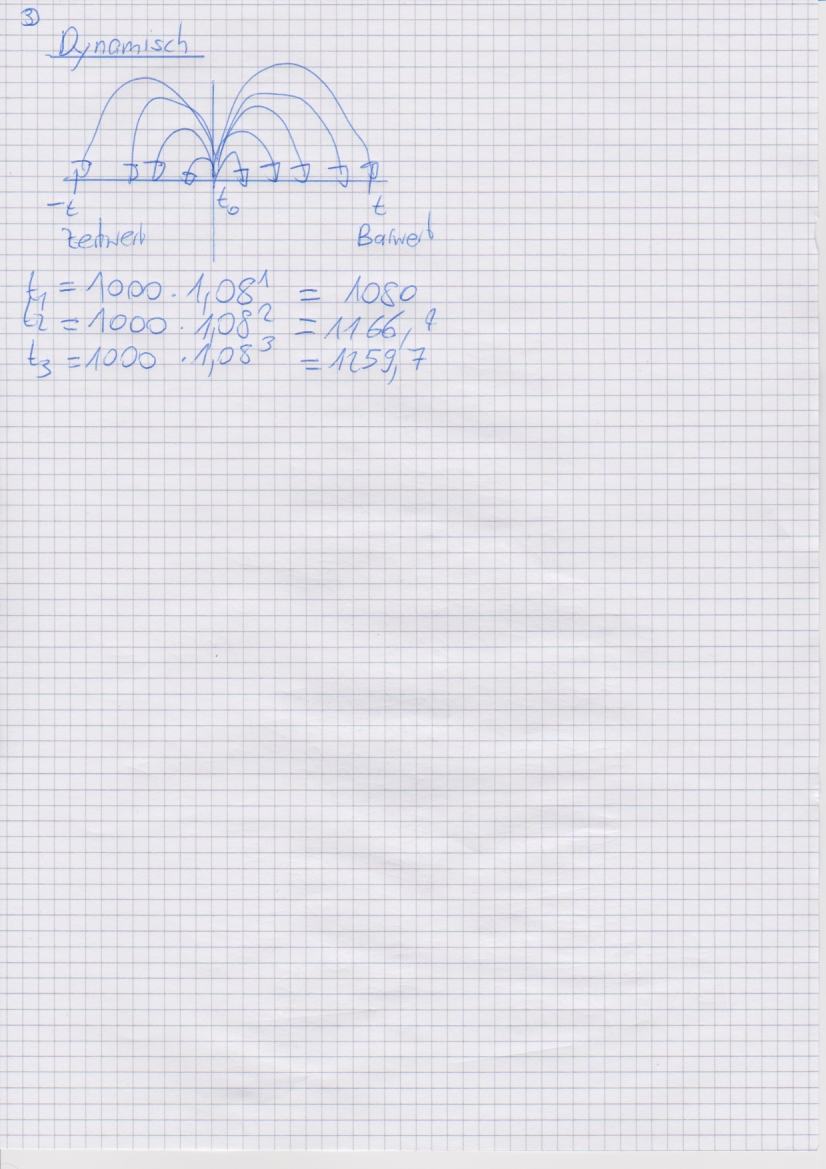 3)
Dynamisch
-t t₀ t
Zeitwert Barwert
t₁ = 1000 · 1,08¹ = 1080
t₂ = 1000 · 1,08² = 1166,4
t₃ = 1000 · 1,08³ = 1259,7